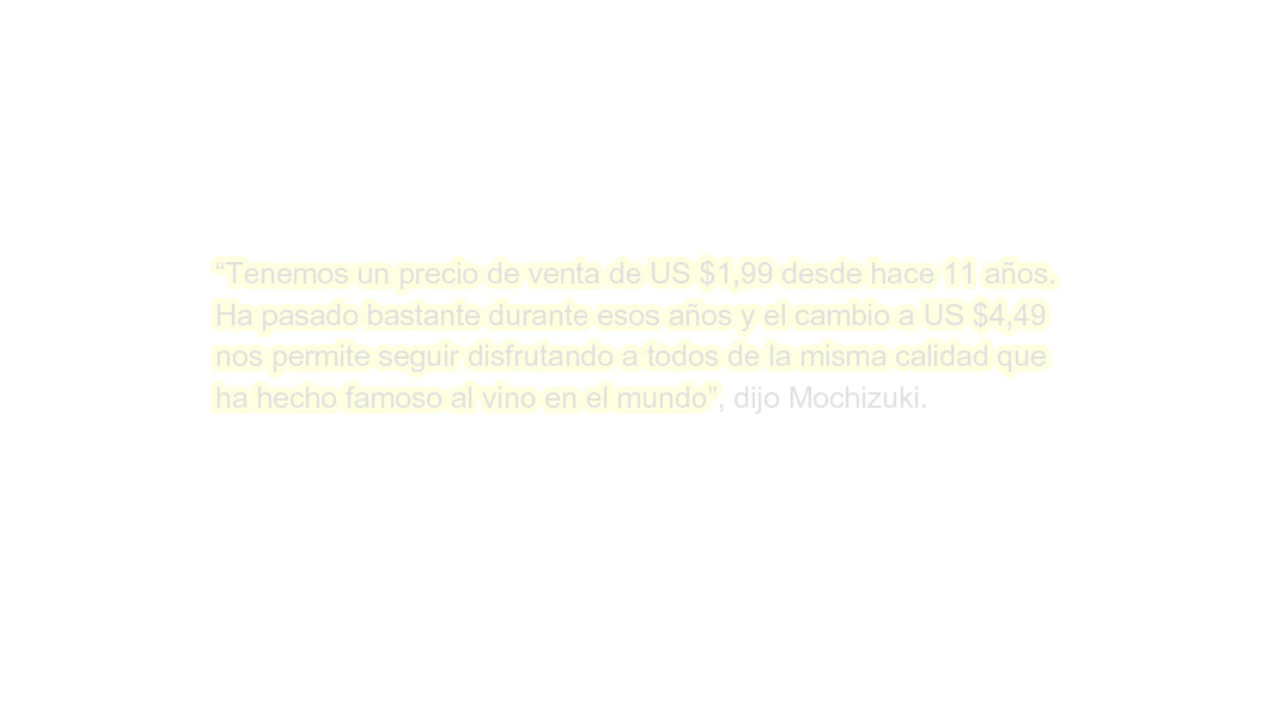 “Tenemos un precio de venta de US $1,99 desde hace 11 años.
Ha pasado bastante durante esos años y el cambio a US $4,49
nos permite seguir disfrutando a todos de la misma calidad que
ha hecho famoso al vino en el mundo”, dijo Mochizuki.